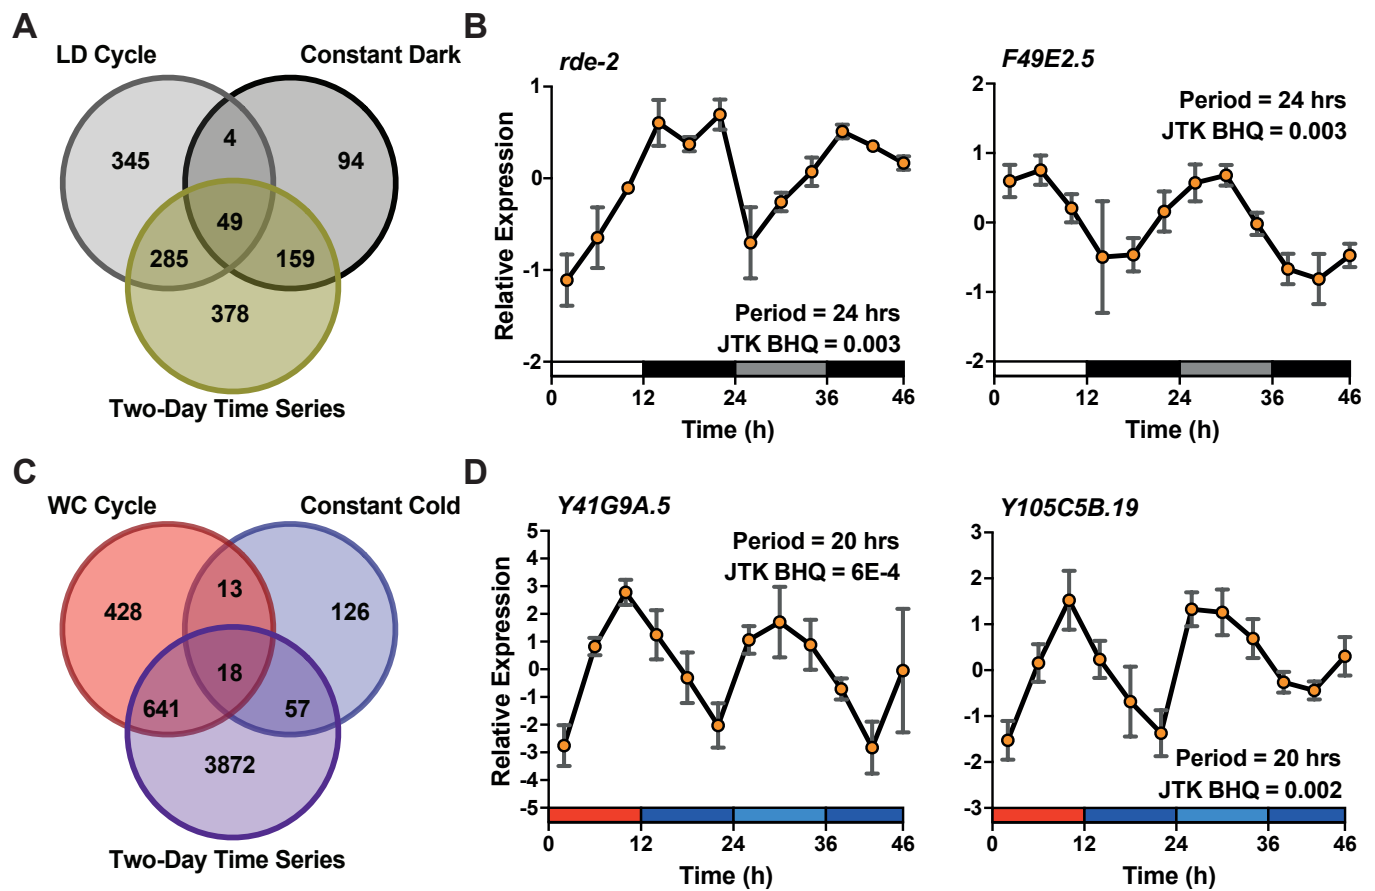 A
LD Cycle
Constant Dark
345
4
94
49
285
159
378
Two-Day Time Series
B
rde-2
Relative Expression
1
0
-1
-2
Period = 24 hrs
JTK BHQ = 0.003
0
12
24
36
46
Time (h)
F49E2.5
2
1
0
-1
-2
Period = 24 hrs
JTK BHQ = 0.003
0
12
24
36
46
Time (h)
C
WC Cycle
Constant Cold
428
13
126
18
641
57
3872
Two-Day Time Series
D
Y41G9A.5
Relative Expression
5
4
3
2
1
0
-1
-2
-3
-4
-5
Period = 20 hrs
JTK BHQ = 6E-4
0
12
24
36
46
Time (h)
Y105C5B.19
3
2
1
0
-1
-2
-3
Period = 20 hrs
JTK BHQ = 0.002
0
12
24
36
46
Time (h)